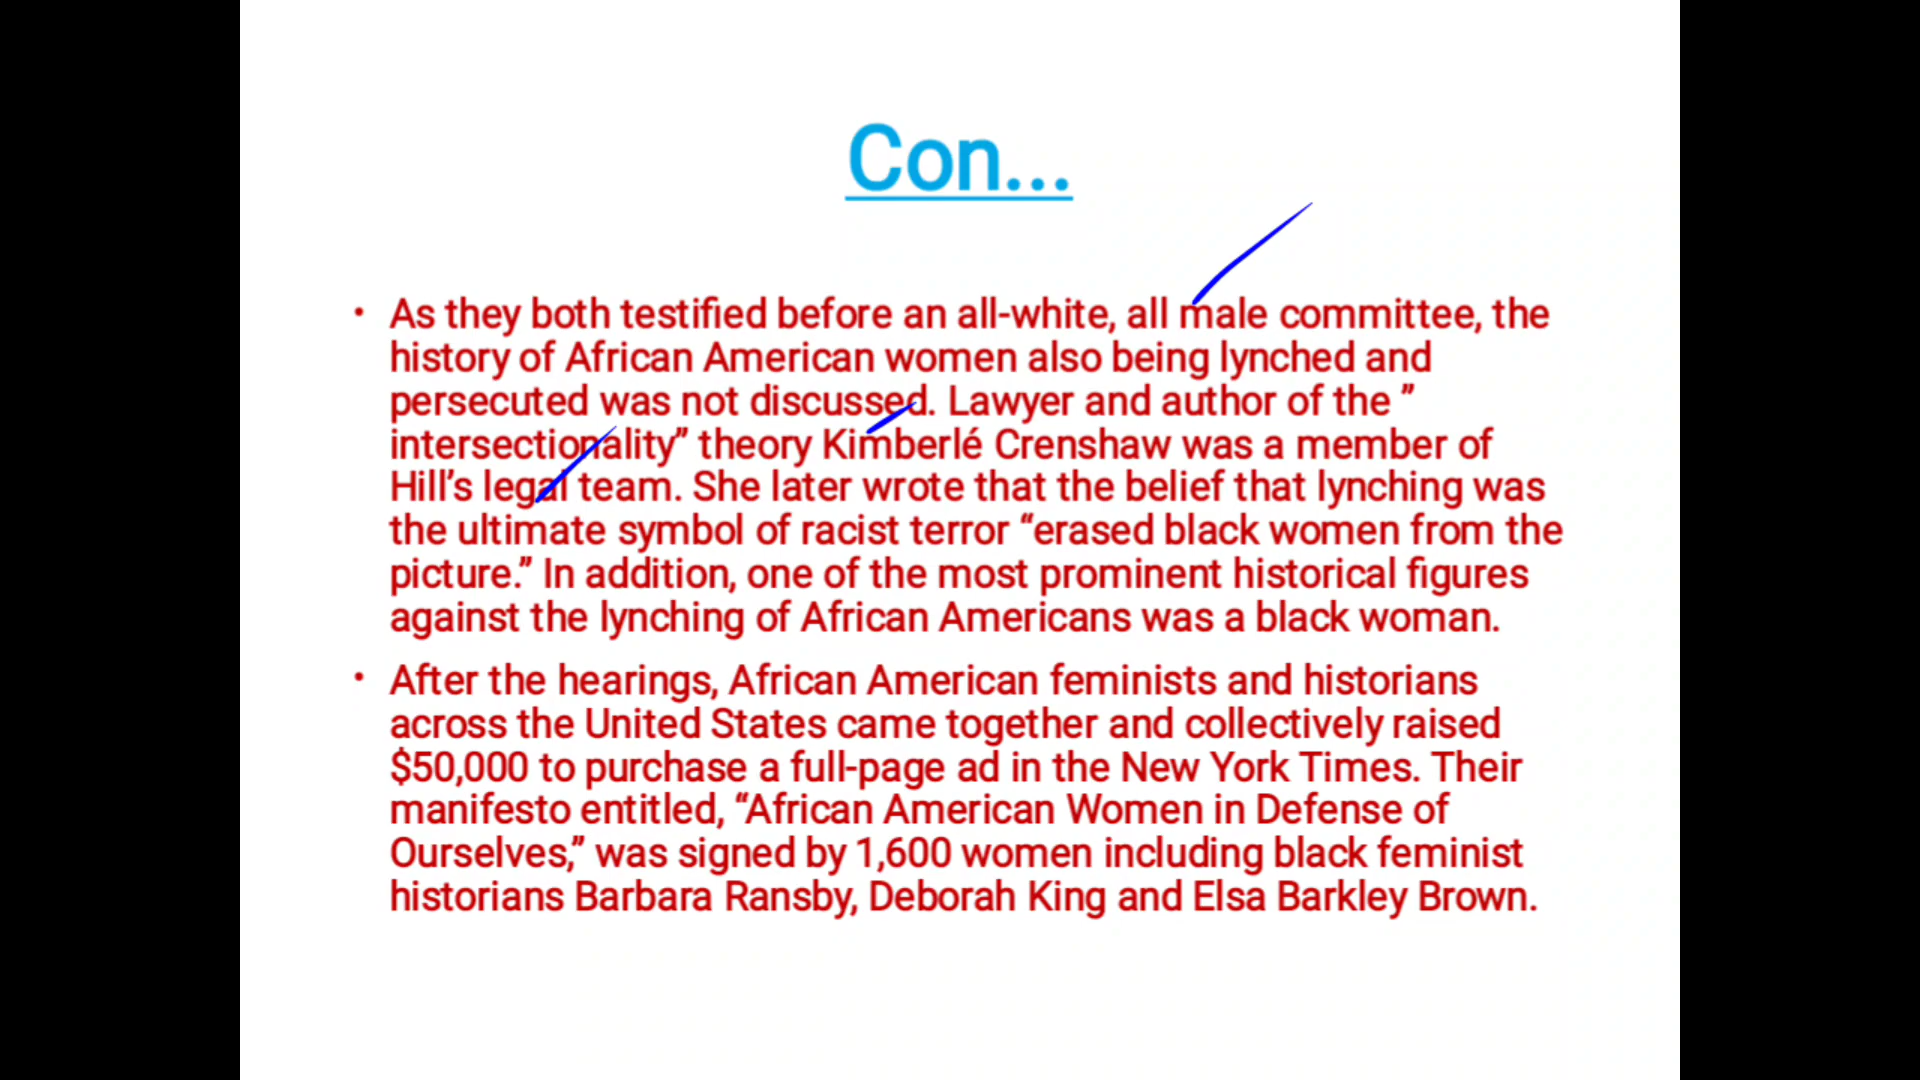 Con...
• As they both testified before an all-white, all male committee, the
history of African American women also being lynched and
persecuted was not discussed. Lawyer and author of the ”
intersectionality” theory Kimberlé Crenshaw was a member of
Hill’s legal team. She later wrote that the belief that lynching was
the ultimate symbol of racist terror “erased black women from the
picture.” In addition, one of the most prominent historical figures
against the lynching of African Americans was a black woman.
• After the hearings, African American feminists and historians
across the United States came together and collectively raised
$50,000 to purchase a full-page ad in the New York Times. Their
manifesto entitled, “African American Women in Defense of
Ourselves,” was signed by 1,600 women including black feminist
historians Barbara Ransby, Deborah King and Elsa Barkley Brown.